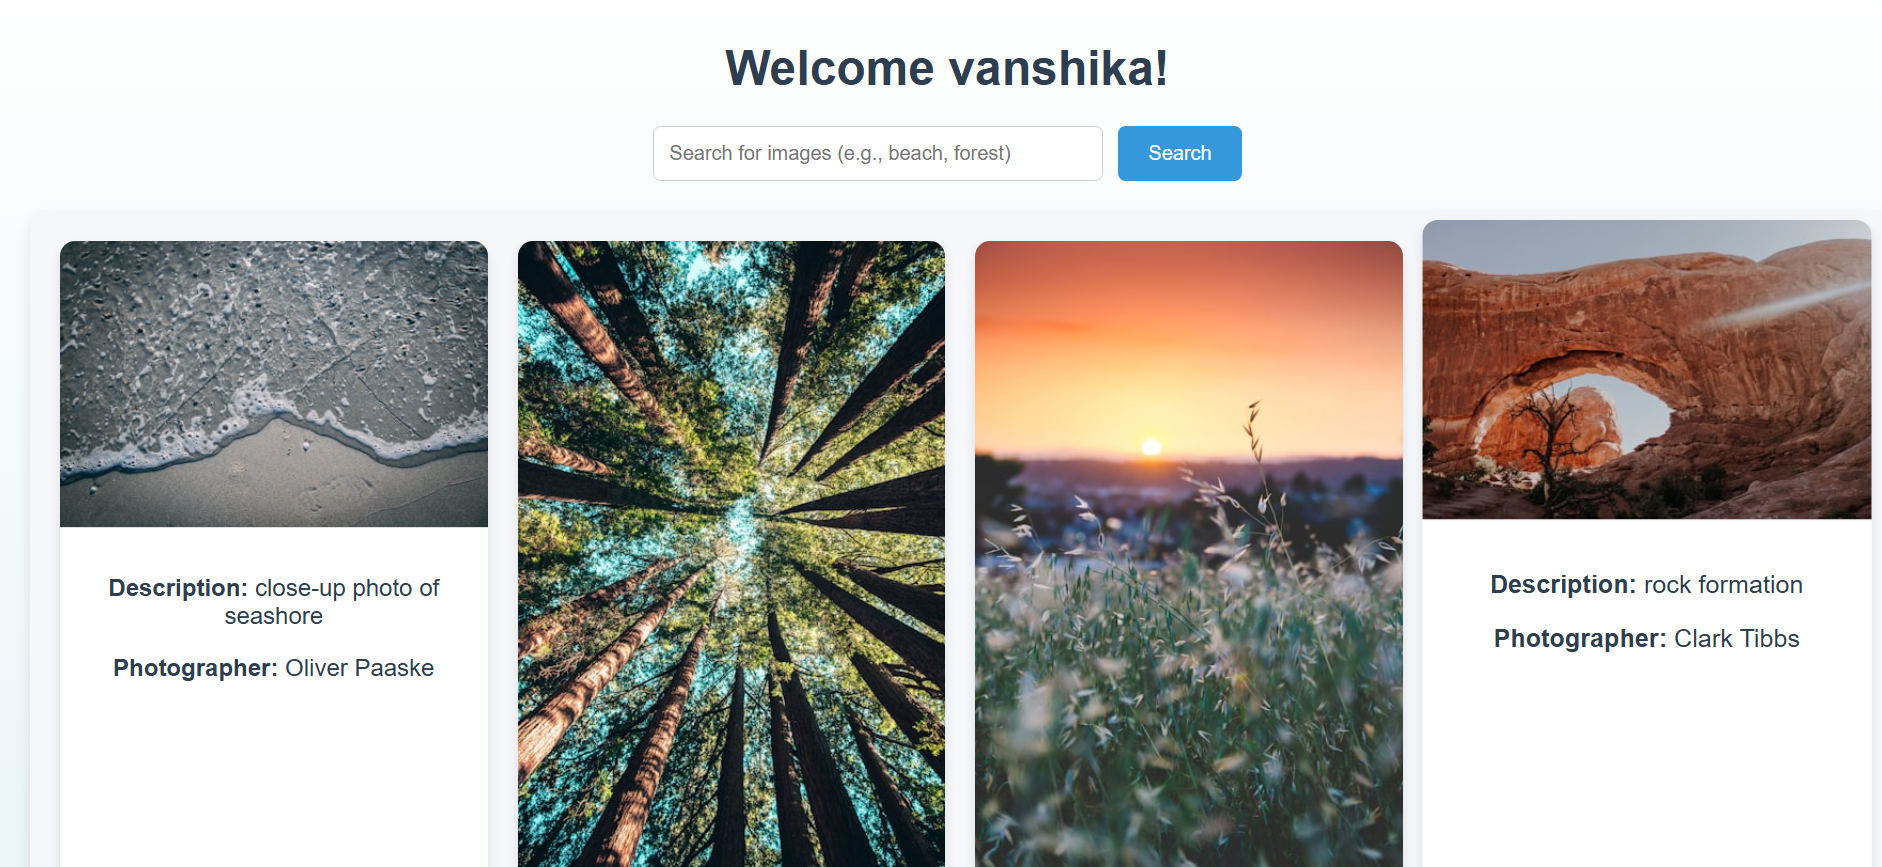 Welcome vanshika!
Search for images (e.g., beach, forest)
Search
Description: close-up photo of
seashore
Photographer: Oliver Paaske
Description: rock formation
Photographer: Clark Tibbs